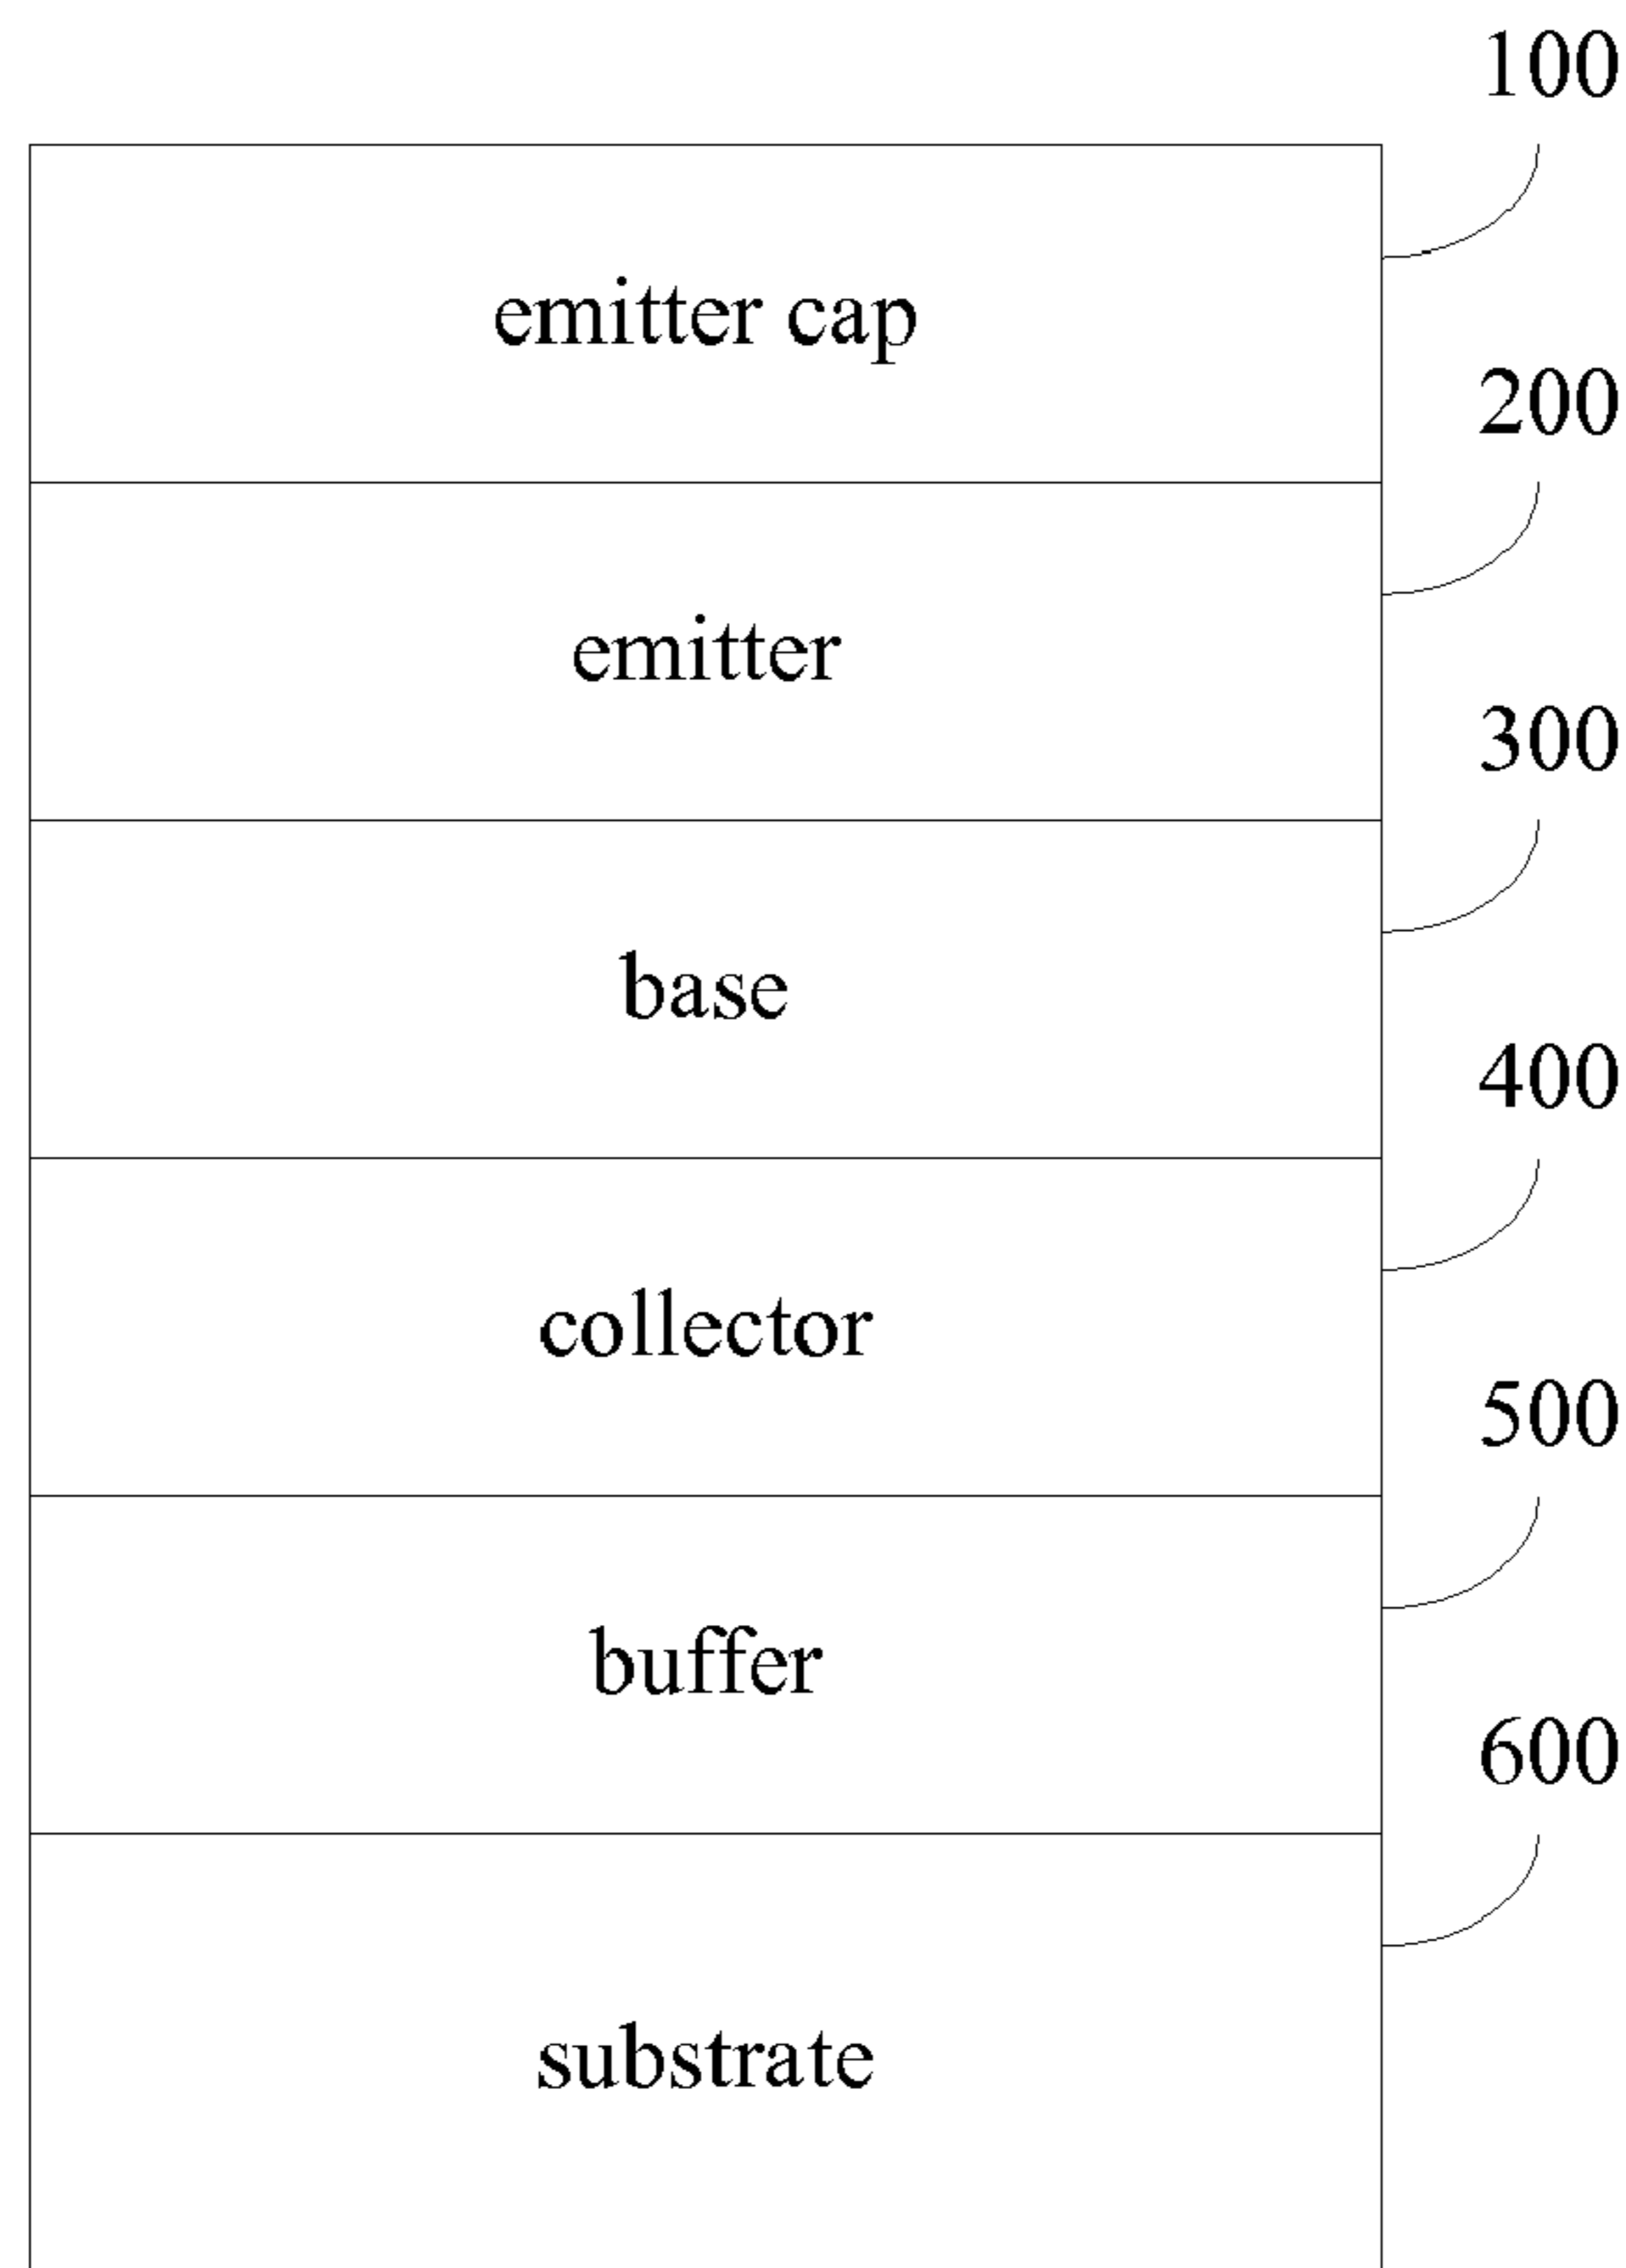 100
emitter cap
200
emitter
300
base
400
collector
500
buffer
600
substrate